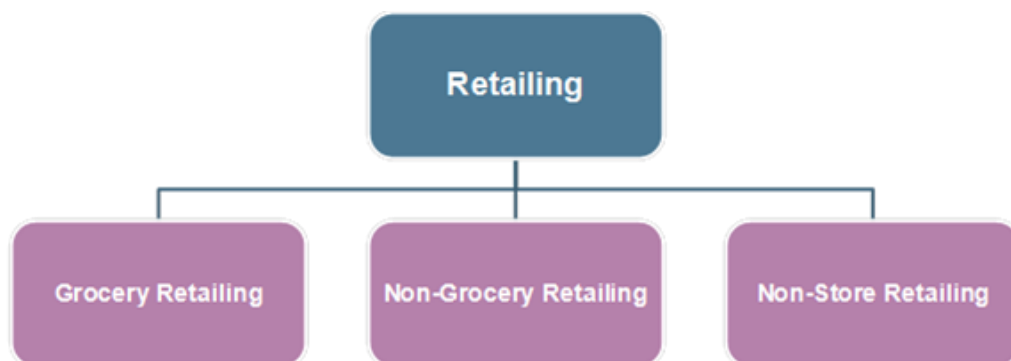 Retailing
Grocery Retailing
Non-Grocery Retailing
Non-Store Retailing